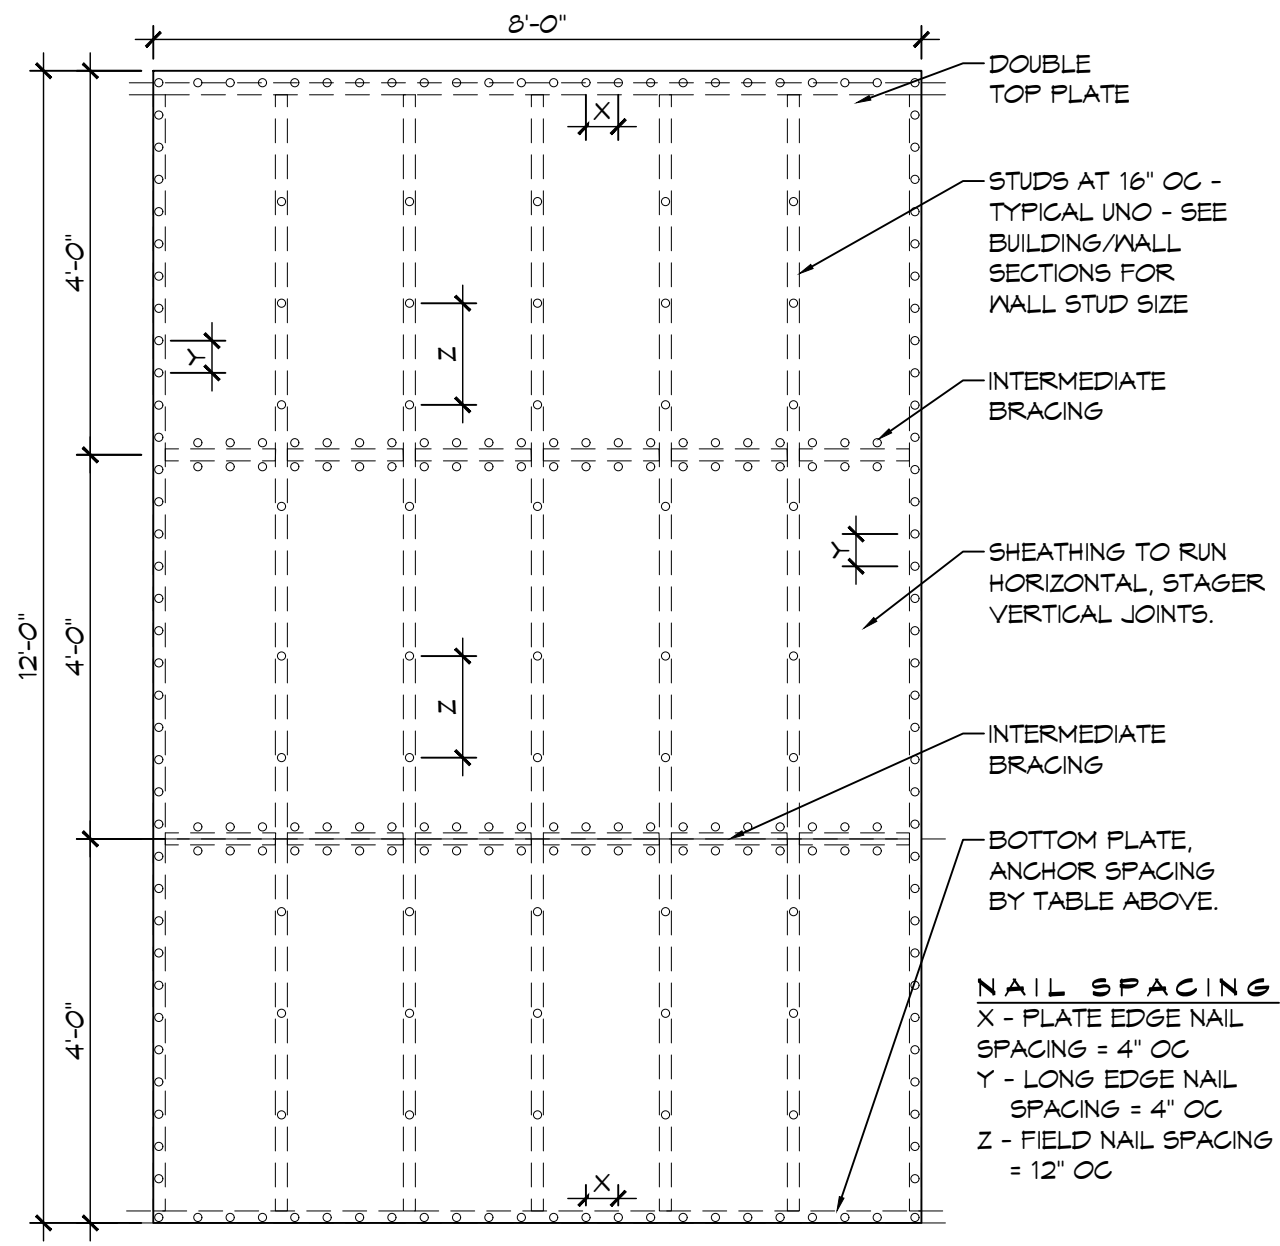 8'-0"
DOUBLE
TOP PLATE
X
STUDS AT 16" OC -
TYPICAL UNO - SEE
BUILDING/WALL
SECTIONS FOR
WALL STUD SIZE
4'-0"
Y
Z
INTERMEDIATE
BRACING
Y
SHEATHING TO RUN
HORIZONTAL, STAGER
VERTICAL JOINTS.
12'-0"
4'-0"
Z
INTERMEDIATE
BRACING
BOTTOM PLATE,
ANCHOR SPACING
BY TABLE ABOVE.
4'-0"
X
NAIL SPACING
X - PLATE EDGE NAIL
SPACING = 4" OC
Y - LONG EDGE NAIL
SPACING = 4" OC
Z - FIELD NAIL SPACING
= 12" OC